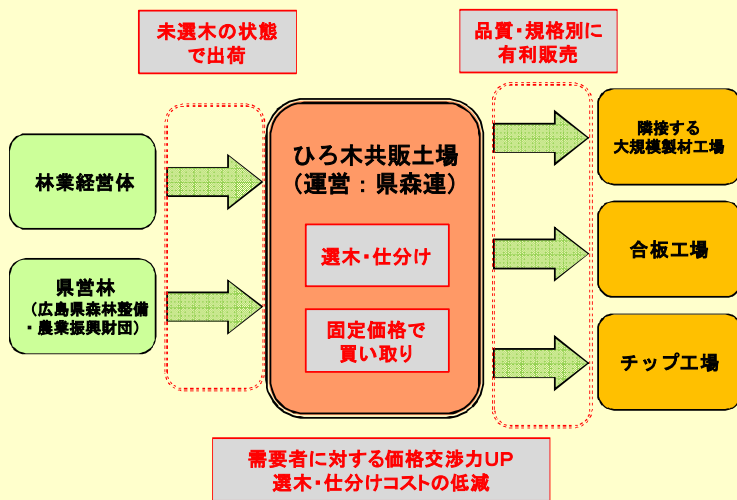 未選木の状態
で出荷
品質・規格別に
有利販売
林業経営体
県営林
（広島県森林整備
・農業振興財団）
ひろ木共販土場
（運営：県森連）
選木・仕分け
固定価格で
買い取り
隣接する
大規模製材工場
合板工場
チップ工場
需要者に対する価格交渉力UP
選木・仕分けコストの低減